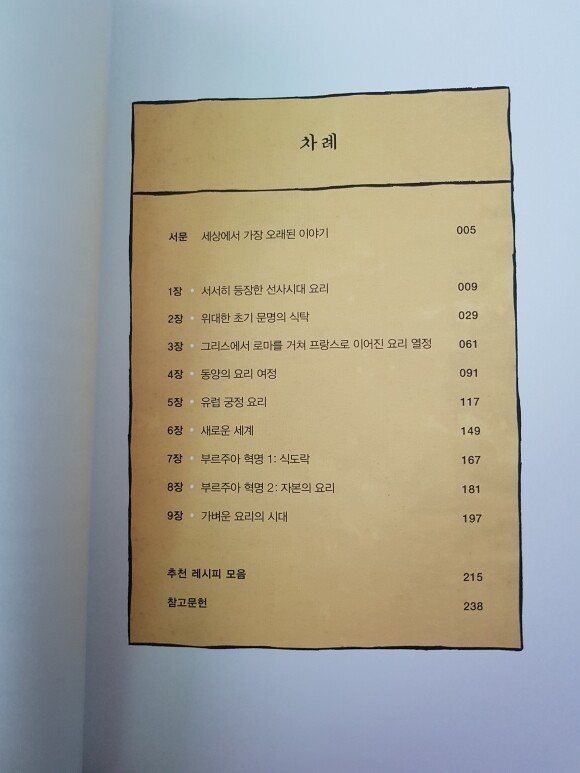 차례
서문 세상에서 가장 오래된 이야기 005
1장 • 서서히 등장한 선사시대 요리 009
2장 • 위대한 초기 문명의 식탁 029
3장 • 그리스에서 로마를 거쳐 프랑스로 이어진 요리 열정 061
4장 • 동양의 요리 여정 091
5장 • 유럽 궁정 요리 117
6장 • 새로운 세계 149
7장 • 부르주아 혁명 1: 식도락 167
8장 • 부르주아 혁명 2: 자본의 요리 181
9장 • 가벼운 요리의 시대 197
추천 레시피 모음 215
참고문헌 238